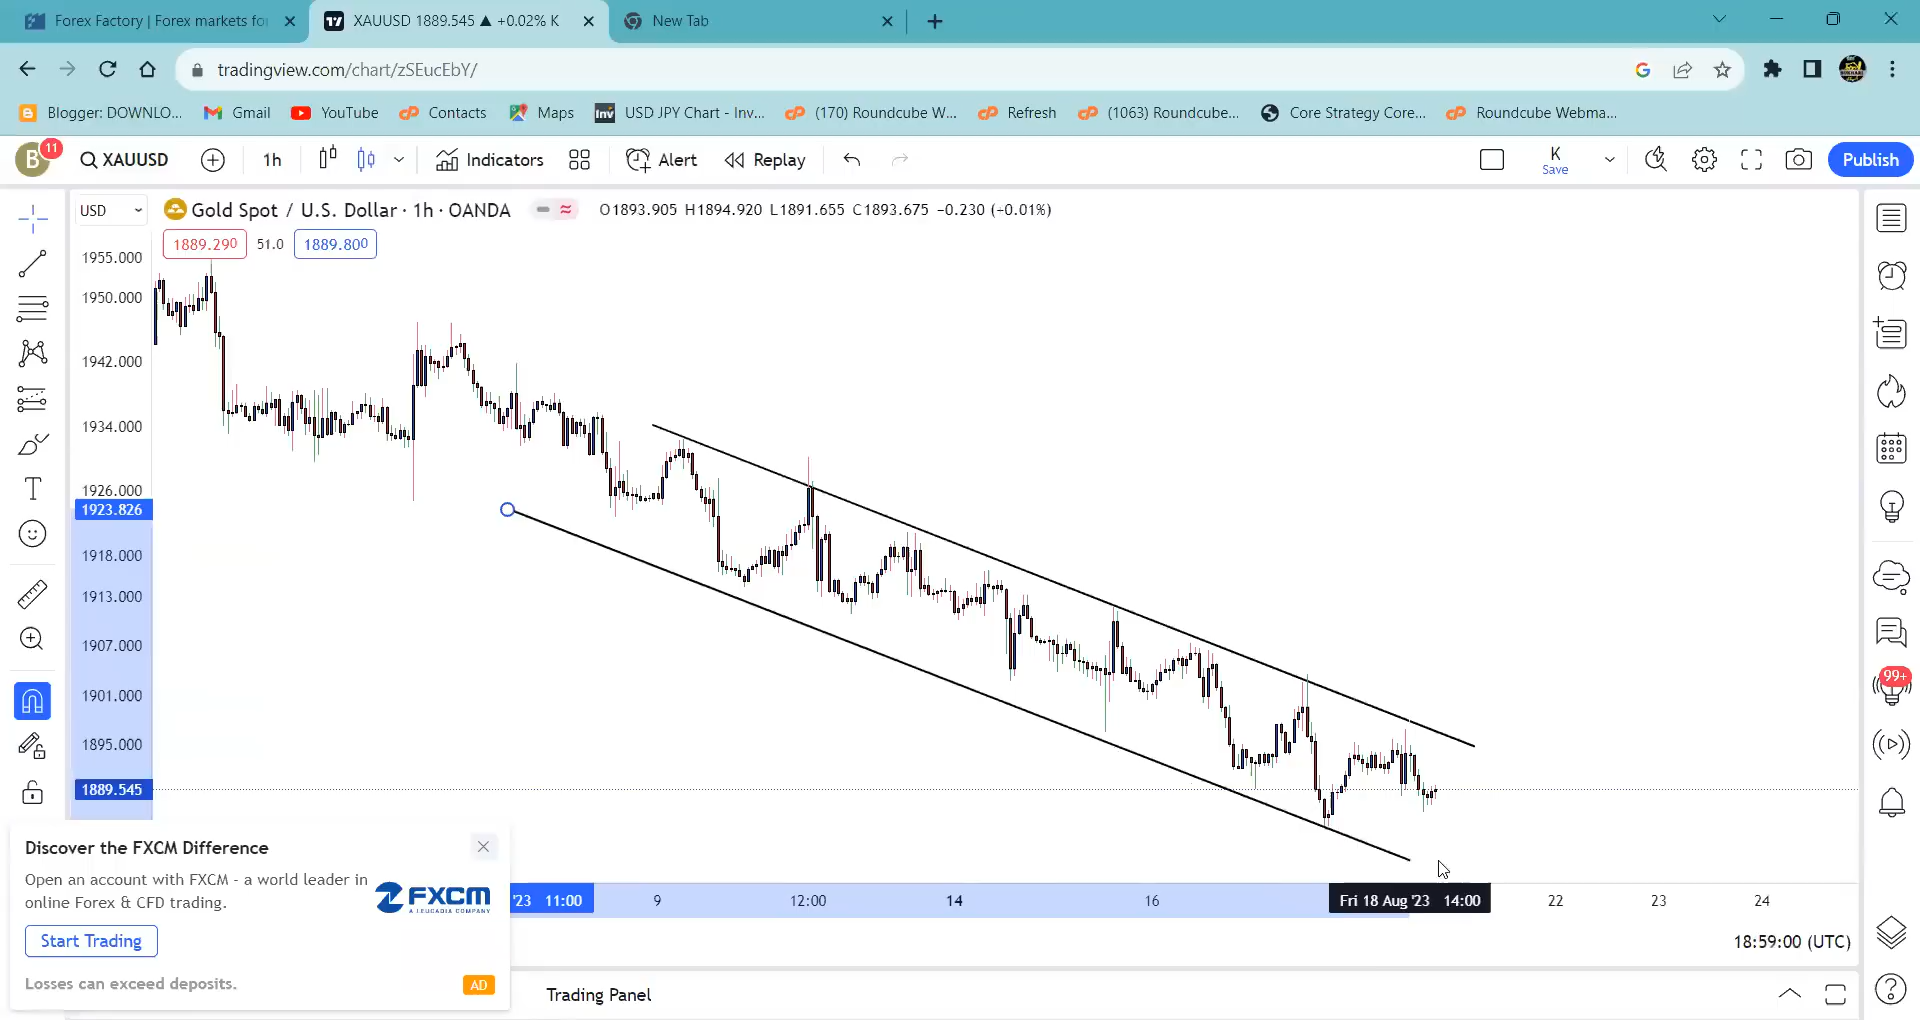 Forex Factory | Forex markets fo
XAUUSD 1889.545 ▲ +0.02% K
New Tab
tradingview.com/chart/zSEucEbY/
Blogger: DOWNLO...
Gmail
YouTube
Contacts
Maps
Inv
USD JPY Chart - Inv...
(170) Roundcube W...
Refresh
(1063) Roundcube...
Core Strategy Core...
Roundcube Webma...
B
11
XAUUSD
1h
Indicators
Alert
Replay
K
Save
Publish
USD
Gold Spot / U.S. Dollar · 1h · OANDA
O1893.905 H1894.920 L1891.655 C1893.675 −0.230 (−0.01%)
1889.290
51.0
1889.800
1955.000
1950.000
1942.000
1934.000
1926.000
1923.826
1918.000
1913.000
1907.000
1901.000
1895.000
1889.545
99+
Discover the FXCM Difference
Open an account with FXCM - a world leader in
online Forex & CFD trading.
FXCM
A LEUCADIA COMPANY
Start Trading
Losses can exceed deposits.
AD
'23 11:00
9
12:00
14
16
Fri 18 Aug '23 14:00
22
23
24
18:59:00 (UTC)
Trading Panel